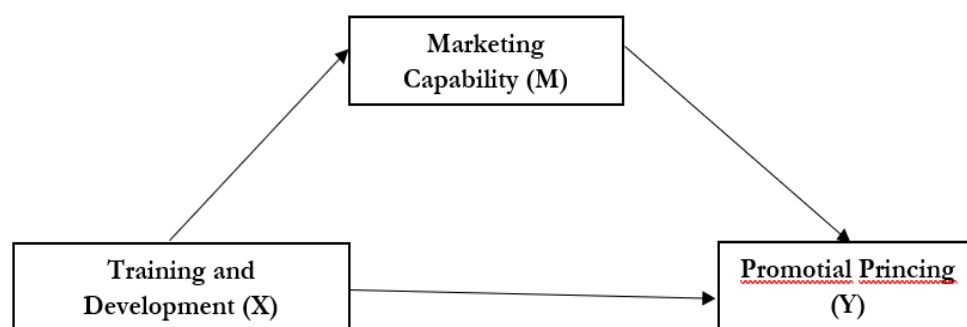 Marketing
Capability (M)
Training and
Development (X)
Promotial Princing
(Y)